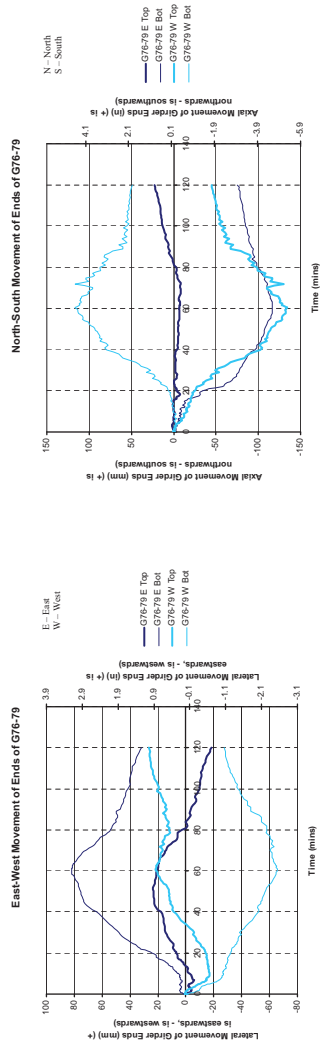 East-West Movement of Ends of G76-79
E – East
W – West
G76-79 E Top
G76-79 E Bot
G76-79 W Top
G76-79 W Bot
Lateral Movement of Girder Ends (mm) (+
is eastwards, -is westwards)
100
80
60
40
20
0
-20
-40
-60
-80
0
20
40
60
80
100
120
140
3.9
2.9
1.9
0.9
-0.1
-1.1
-2.1
-3.1
Lateral Movement of Girder Ends (in) (+ is
eastwards, -is westwards)
Time (mins)
North-South Movement of Ends of G76-79
N – North
S – South
G76-79 E Top
G76-79 E Bot
G76-79 W Top
G76-79 W Bot
Axial Movement of Girder Ends (mm) (+ is
northwards - is southwards)
150
100
50
0
-50
-100
-150
0
20
40
60
80
100
120
140
4.1
2.1
0.1
-1.9
-3.9
-5.9
Axial Movement of Girder Ends (in) (+ is
northwards - is southwards)
Time (mins)